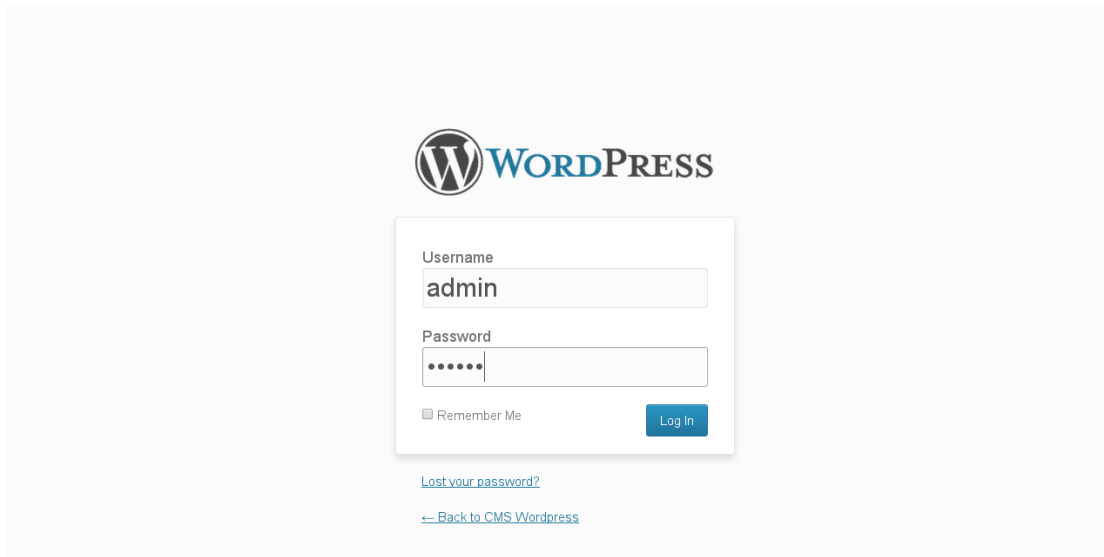 WORDPRESS
Username
admin
Password
••••••
Remember Me
Log In
Lost your password?
← Back to CMS Wordpress